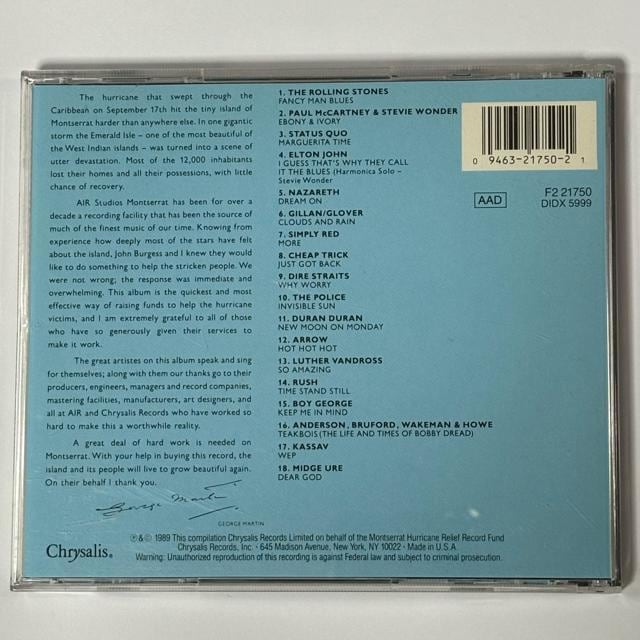 The hurricane that swept through the
Caribbean on September 17th hit the tiny island of
Montserrat harder than anywhere else. In one gigantic
storm the Emerald Isle – one of the most beautiful of
the West Indian islands – was turned into a scene of
utter devastation. Most of the 12,000 inhabitants
lost their homes and all their possessions, with little
chance of recovery.
AIR Studios Montserrat has been for over
a decade a recording facility that has been the source of
much of the finest music of our time. Knowing from
experience how deeply most of the stars have felt
about the island, John Burgess and I knew they would
like to do something to help the stricken people. We
were not wrong; the response was immediate and
overwhelming. This album is the quickest and most
effective way of raising funds to help the hurricane
victims, and I am extremely grateful to all of those
who have so generously given their services to
make it work.
The great artistes on this album speak and sing
for themselves; along with them our thanks go to their
producers, engineers, managers and record companies,
mastering facilities, manufacturers, art designers, and
all at AIR and Chrysalis Records who have worked so
hard to make this a worthwhile reality.
A great deal of hard work is needed on
Montserrat. With your help in buying this record, the
island and its people will live to grow beautiful again.
On their behalf I thank you.
George Martin
GEORGE MARTIN
1. THE ROLLING STONES
FANCY MAN BLUES
2. PAUL McCARTNEY & STEVIE WONDER
EBONY & IVORY
3. STATUS QUO
MARGUERITA TIME
4. ELTON JOHN
I GUESS THAT'S WHY THEY CALL
IT THE BLUES (Harmonica Solo –
Stevie Wonder
5. NAZARETH
DREAM ON
6. GILLAN/GLOVER
CLOUDS AND RAIN
7. SIMPLY RED
MORE
8. CHEAP TRICK
JUST GOT BACK
9. DIRE STRAITS
WHY WORRY
10. THE POLICE
INVISIBLE SUN
11. DURAN DURAN
NEW MOON ON MONDAY
12. ARROW
HOT HOT HOT
13. LUTHER VANDROSS
SO AMAZING
14. RUSH
TIME STAND STILL
15. BOY GEORGE
KEEP ME IN MIND
16. ANDERSON, BRUFORD, WAKEMAN & HOWE
TEAKBOIS (THE LIFE AND TIMES OF BOBBY DREAD)
17. KASSAV
WEP
18. MIDGE URE
DEAR GOD
0 09463-21750-2 1
AAD
F2 21750
DIDX 5999
Chrysalis®
℗&© 1989 This compilation Chrysalis Records Limited on behalf of the Montserrat Hurricane Relief Record Fund
Chrysalis Records, Inc. • 645 Madison Avenue, New York, NY 10022 • Made in U.S.A.
Warning: Unauthorized reproduction of this recording is against Federal law and subject to criminal prosecution.